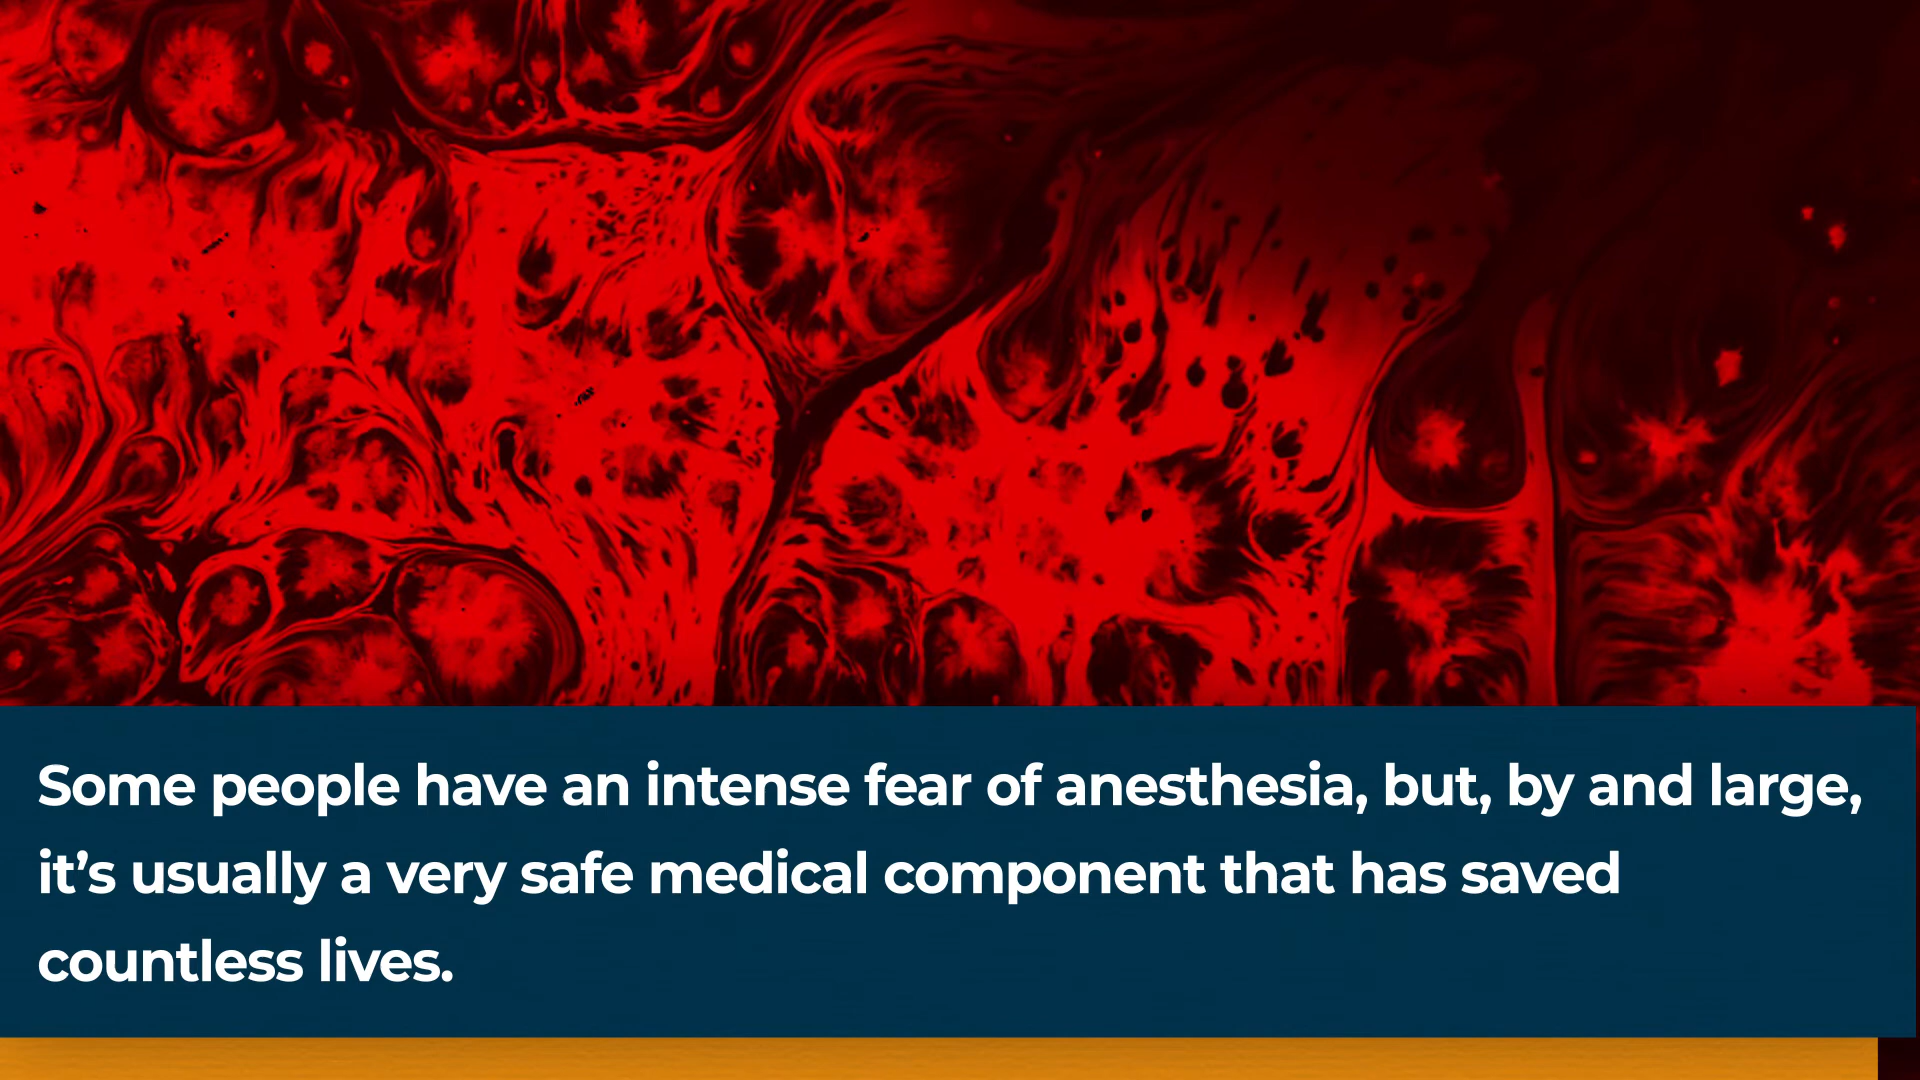 Some people have an intense fear of anesthesia, but, by and large,
it’s usually a very safe medical component that has saved
countless lives.